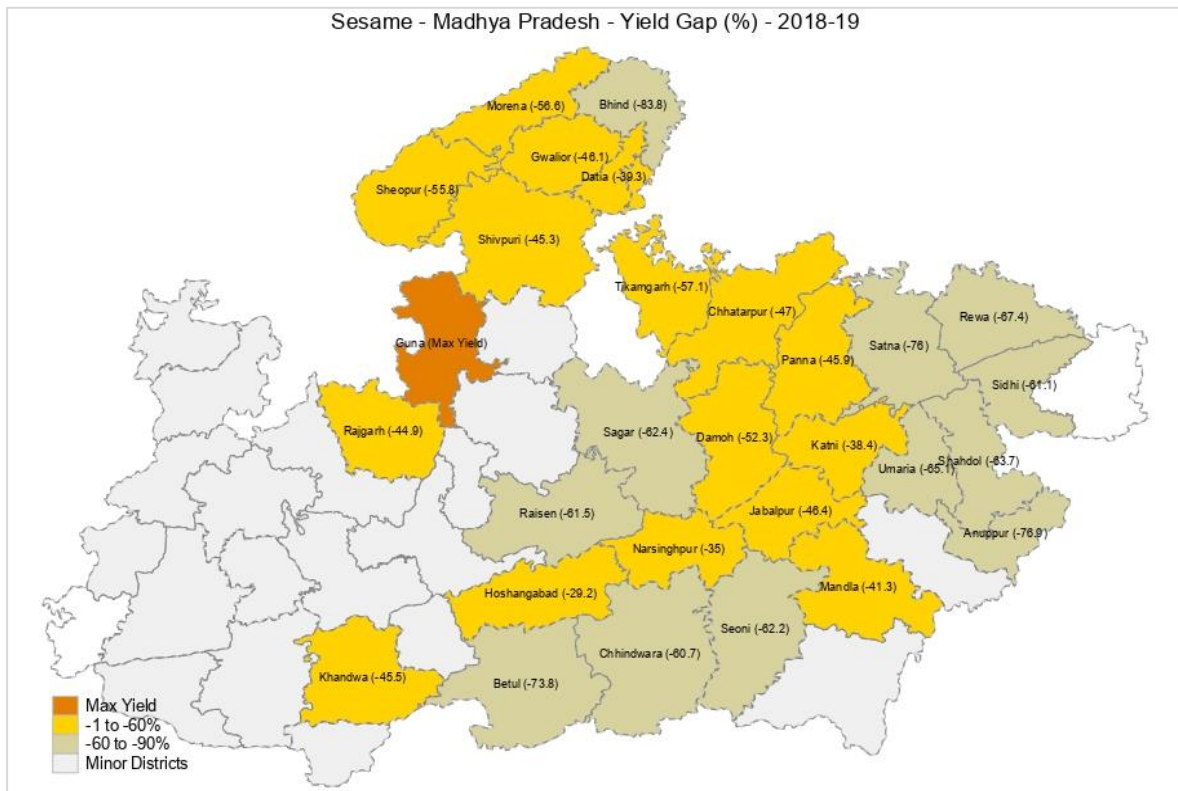 Sesame - Madhya Pradesh - Yield Gap (%) - 2018-19
Morena (-56.6)
Bhind (-83.8)
Gwalior (-46.1)
Datia (-39.3)
Sheopur (-55.8)
Shivpuri (-45.3)
Tikamgarh (-57.1)
Chhatarpur (-47)
Rewa (-67.4)
Guna (Max Yield)
Satna (-76)
Panna (-45.9)
Sidhi (-61.1)
Rajgarh (-44.9)
Sagar (-62.4)
Damoh (-52.3)
Katni (-38.4)
Shahdol (-63.7)
Umaria (-65.1)
Raisen (-61.5)
Jabalpur (-46.4)
Anuppur (-76.9)
Narsinghpur (-35)
Mandla (-41.3)
Hoshangabad (-29.2)
Seoni (-62.2)
Chhindwara (-60.7)
Khandwa (-45.5)
Betul (-73.8)
Max Yield
-1 to -60%
-60 to -90%
Minor Districts